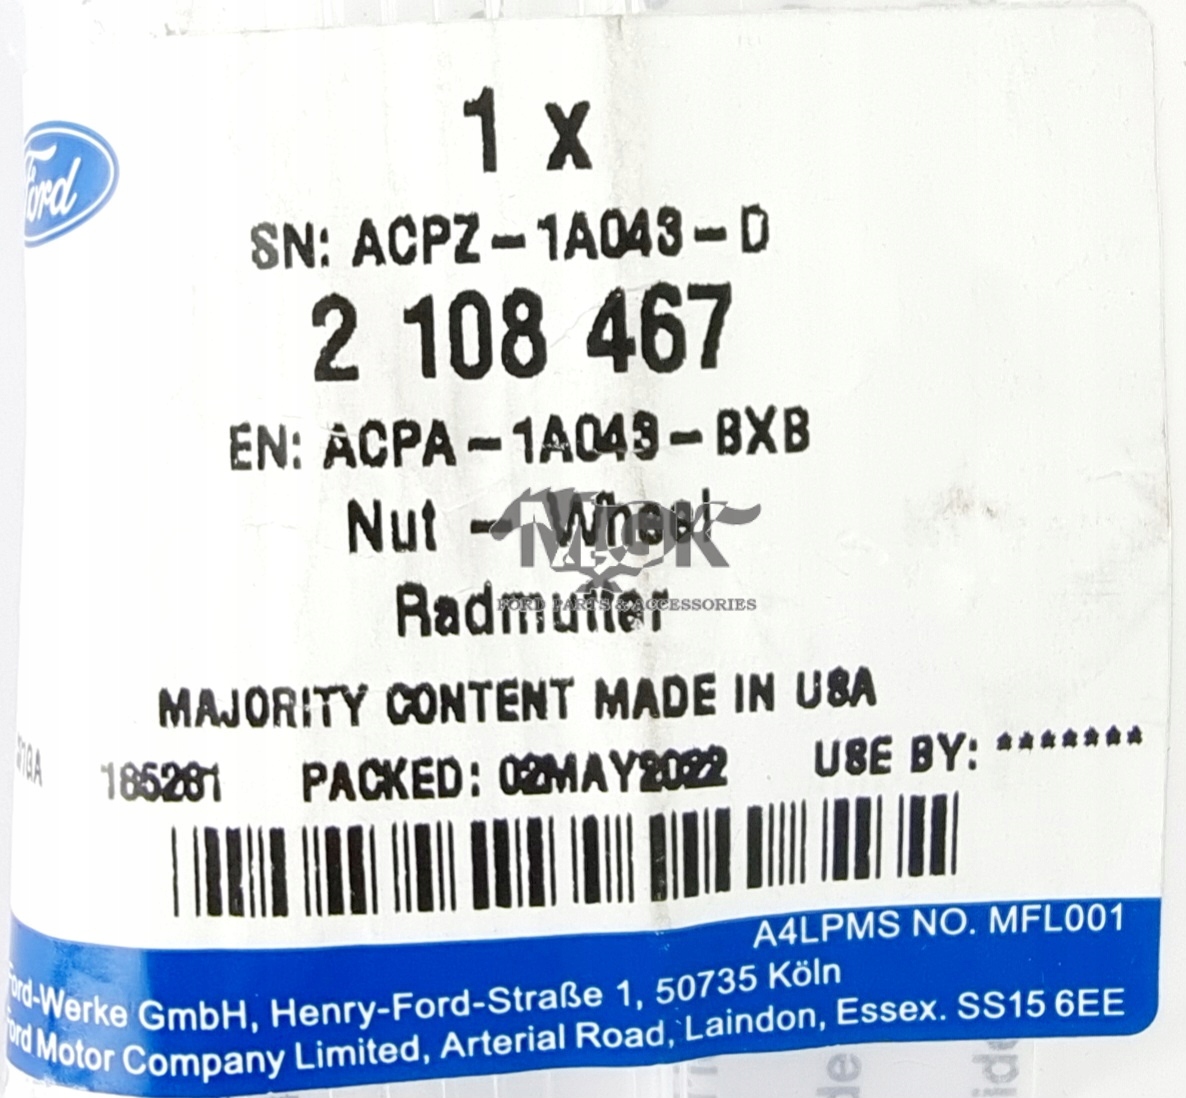 Ford
1 x
SN: ACPZ-1A043-D
2 108 467
EN: ACPA-1A043-BXB
Nut - Wheel
MCK
FORD PARTS & ACCESSORIES
Radmutter
MAJORITY CONTENT MADE IN USA
185281 PACKED: 02MAY2022 USE BY: *******
A4LPMS NO. MFL001
Ford-Werke GmbH, Henry-Ford-Straße 1, 50735 Köln
Ford Motor Company Limited, Arterial Road, Laindon, Essex. SS15 6EE